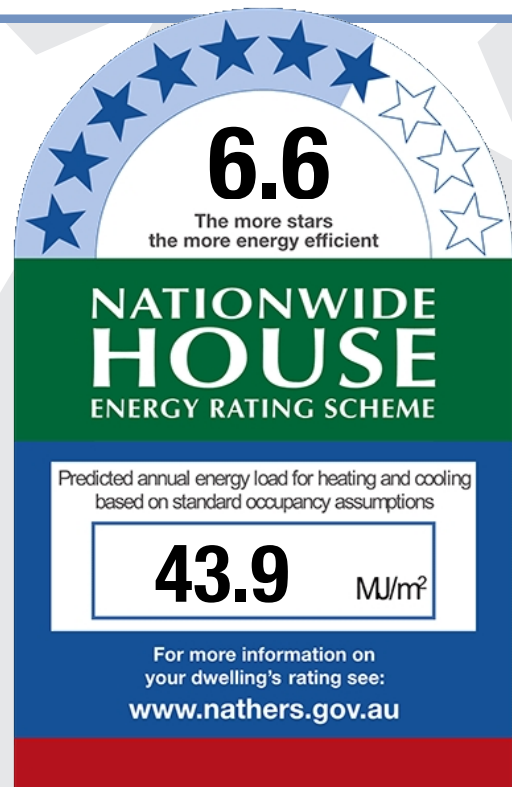 6.6
The more stars
the more energy efficient
NATIONWIDE
HOUSE
ENERGY RATING SCHEME
Predicted annual energy load for heating and cooling
based on standard occupancy assumptions
43.9 MJ/m²
For more information on
your dwelling's rating see:
www.nathers.gov.au